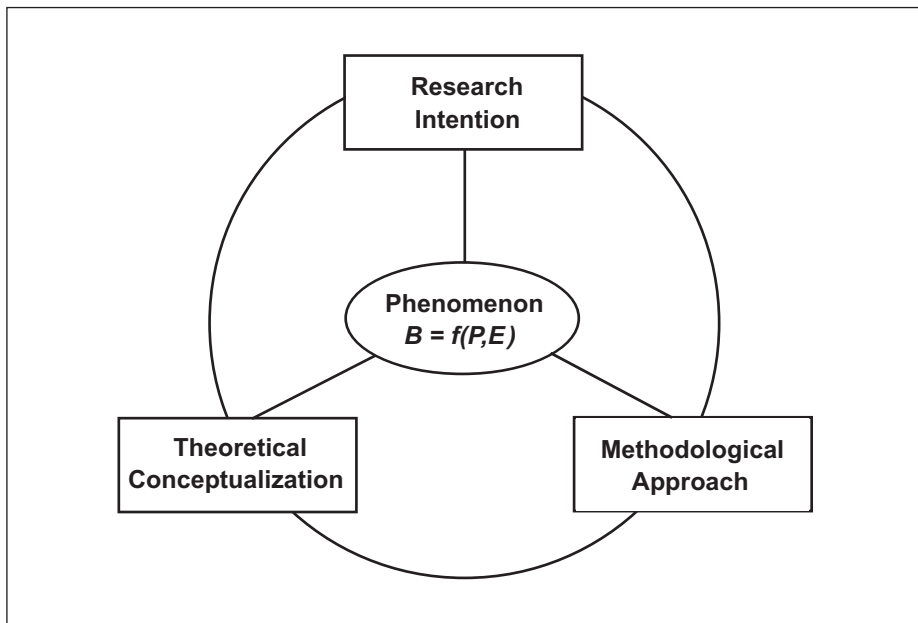 Research
Intention
Phenomenon
B = f(P,E)
Theoretical
Conceptualization
Methodological
Approach